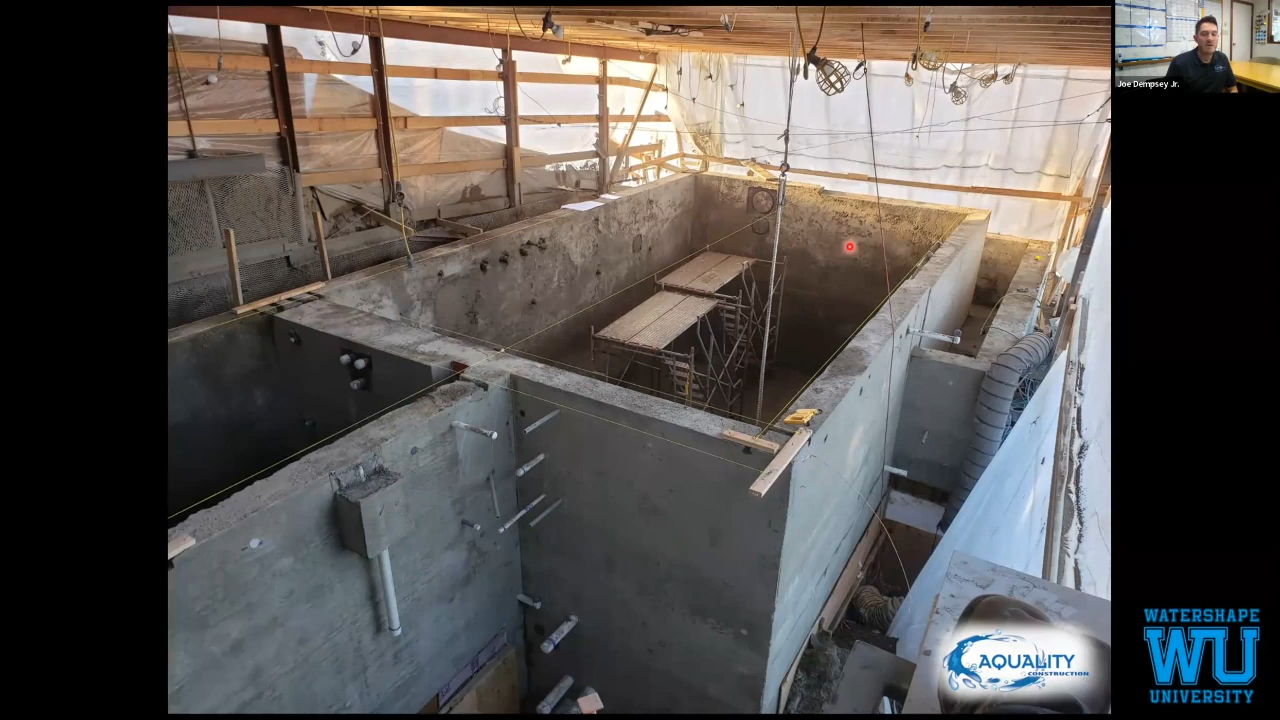 Joe Dempsey Jr.
AQUALITY
CONSTRUCTION
WATERSHAPE
WU
UNIVERSITY